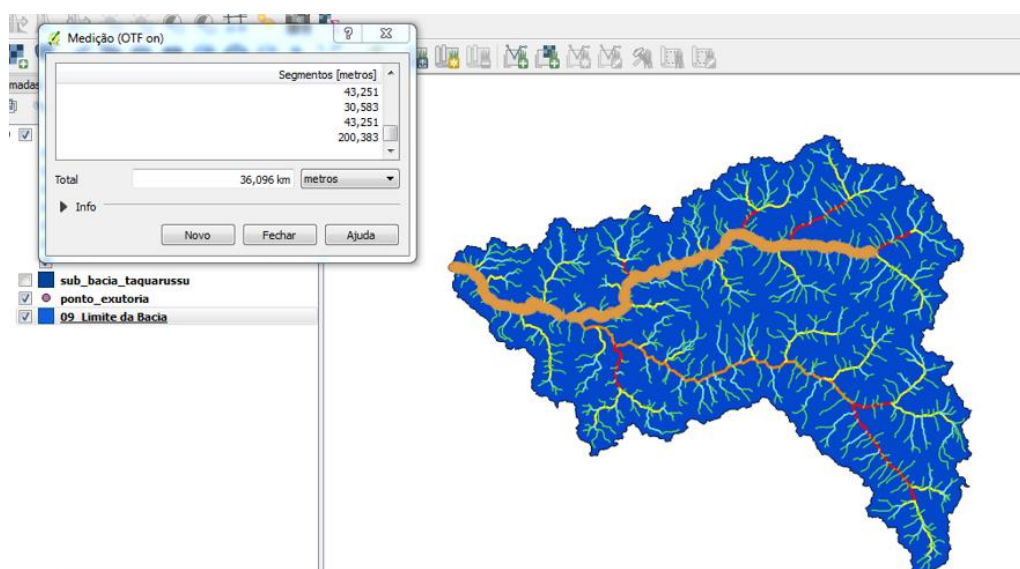 Medição (OTF on)
Segmentos [metros]
43,251
30,583
43,251
200,383
madas
Total 36,096 km metros
Info
Novo Fechar Ajuda
sub_bacia_taquarussu
ponto_exutoria
09_Limite da Bacia